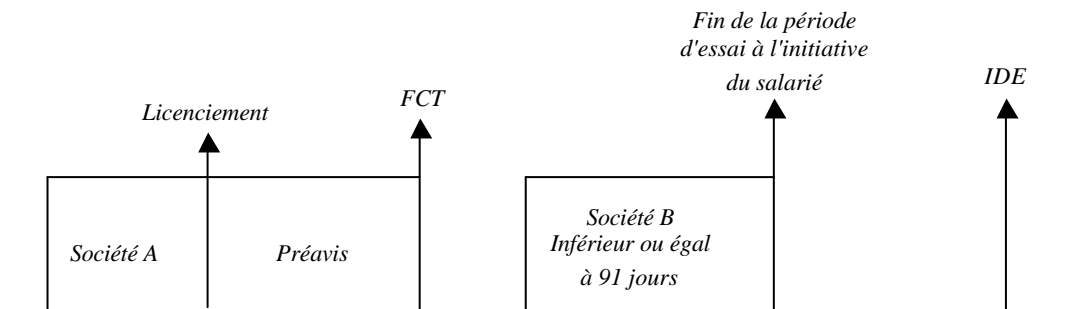 Fin de la période
d'essai à l'initiative
du salarié
IDE
FCT
Licenciement
Société A
Préavis
Société B
Inférieur ou égal
à 91 jours